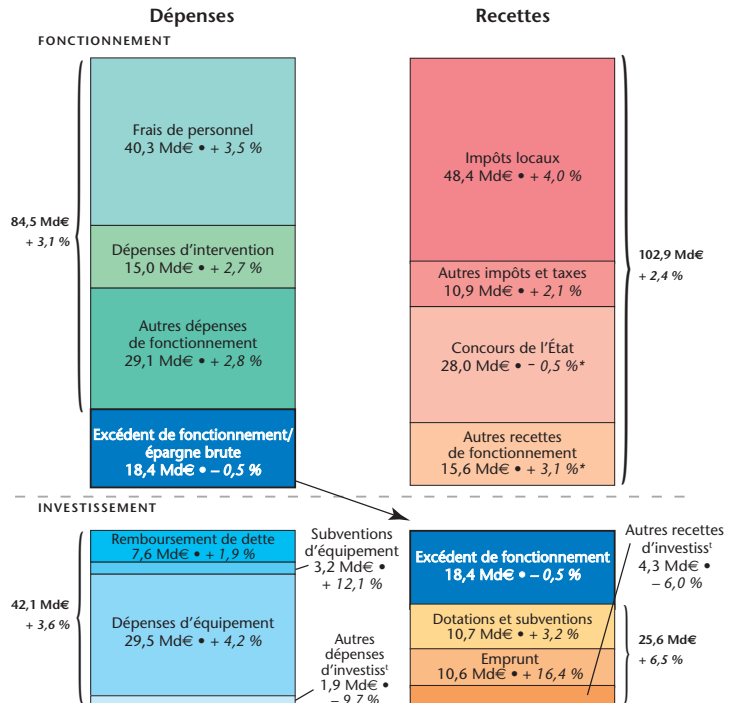 Dépenses
Recettes
FONCTIONNEMENT
Frais de personnel
40,3 Md€ • + 3,5 %
84,5 Md€
+ 3,1 %
Dépenses d'intervention
15,0 Md€ • + 2,7 %
Autres dépenses
de fonctionnement
29,1 Md€ • + 2,8 %
Excédent de fonctionnement/
épargne brute
18,4 Md€ • – 0,5 %
Impôts locaux
48,4 Md€ • + 4,0 %
102,9 Md€
+ 2,4 %
Autres impôts et taxes
10,9 Md€ • + 2,1 %
Concours de l'État
28,0 Md€ • – 0,5 %*
Autres recettes
de fonctionnement
15,6 Md€ • + 3,1 %*
INVESTISSEMENT
Remboursement de dette
7,6 Md€ • + 1,9 %
Subventions
d'équipement
3,2 Md€ •
+ 12,1 %
42,1 Md€
+ 3,6 %
Dépenses d'équipement
29,5 Md€ • + 4,2 %
Autres
dépenses
d'investissᵗ
1,9 Md€ •
– 9,7 %
Excédent de fonctionnement
18,4 Md€ • – 0,5 %
Autres recettes
d'investissᵗ
4,3 Md€ •
– 6,0 %
Dotations et subventions
10,7 Md€ • + 3,2 %
25,6 Md€
+ 6,5 %
Emprunt
10,6 Md€ • + 16,4 %